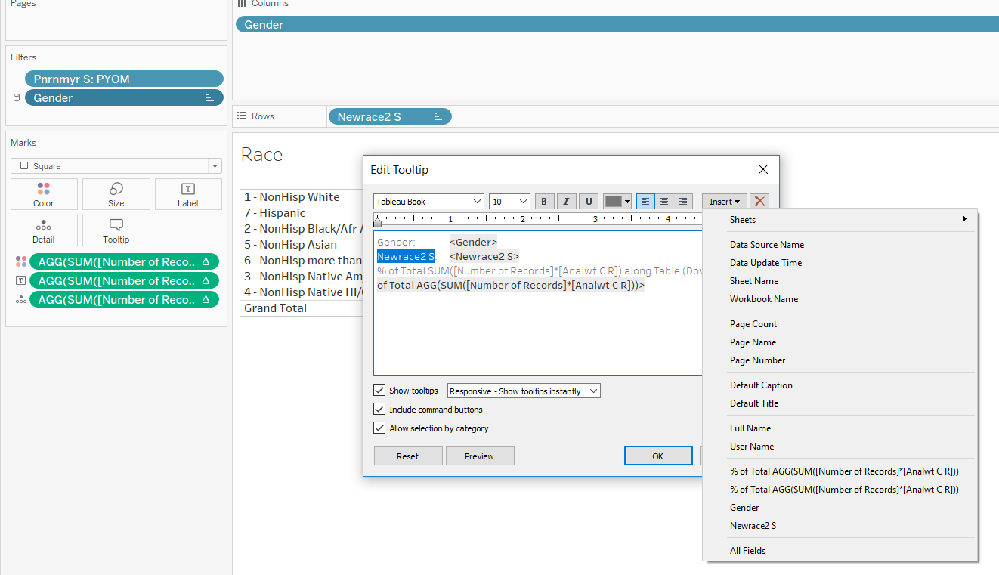 Pages
Columns
Gender
Filters
Pnrnmyr S: PYOM
Gender
Rows
Newrace2 S
Marks
Square
Color
Size
Label
Detail
Tooltip
AGG(SUM([Number of Reco..
AGG(SUM([Number of Reco..
AGG(SUM([Number of Reco..
Race
1 - NonHisp White
7 - Hispanic
2 - NonHisp Black/Afr
5 - NonHisp Asian
6 - NonHisp more than
3 - NonHisp Native Am
4 - NonHisp Native HI/
Grand Total
Edit Tooltip
Tableau Book
10
B I U
Insert
1 2 3 4
Gender: <Gender>
Newrace2 S: <Newrace2 S>
% of Total SUM([Number of Records]*[Analwt C R]) along Table (Dow
of Total AGG(SUM([Number of Records]*[Analwt C R]))>
Show tooltips
Responsive - Show tooltips instantly
Include command buttons
Allow selection by category
Reset
Preview
OK
Sheets
Data Source Name
Data Update Time
Sheet Name
Workbook Name
Page Count
Page Name
Page Number
Default Caption
Default Title
Full Name
User Name
% of Total AGG(SUM([Number of Records]*[Analwt C R]))
% of Total AGG(SUM([Number of Records]*[Analwt C R]))
Gender
Newrace2 S
All Fields